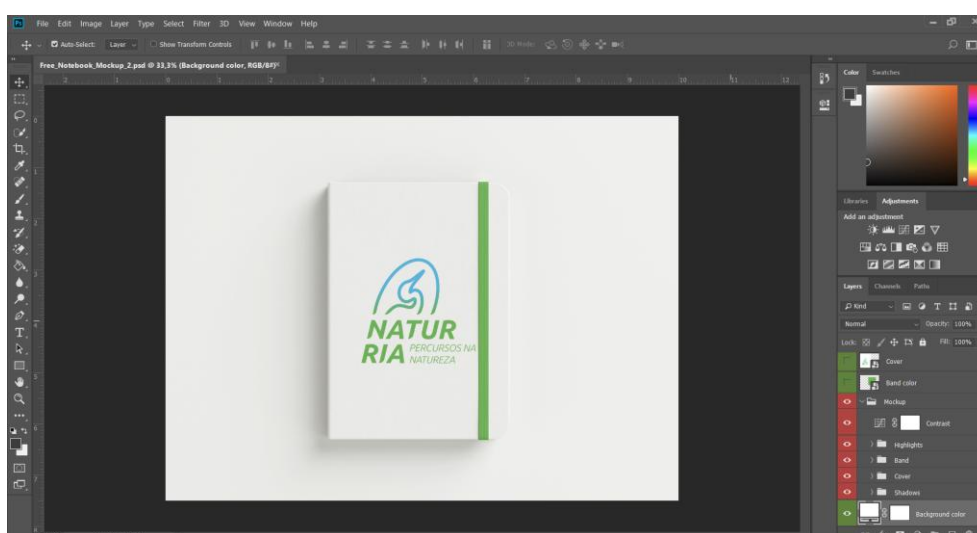 Ps File Edit Image Layer Type Select Filter 3D View Window Help
Auto-Select: Layer Show Transform Controls 3D Mode:
Free_Notebook_Mockup_2.psd @ 33,3% (Background color, RGB/8#)
NATUR
RIA PERCURSOS NA
NATUREZA
Color Swatches
Libraries Adjustments
Add an adjustment
Layers Channels Paths
Kind
Normal Opacity: 100%
Lock: Fill: 100%
Cover
Band color
Mockup
Contrast
Highlights
Band
Cover
Shadows
Background color